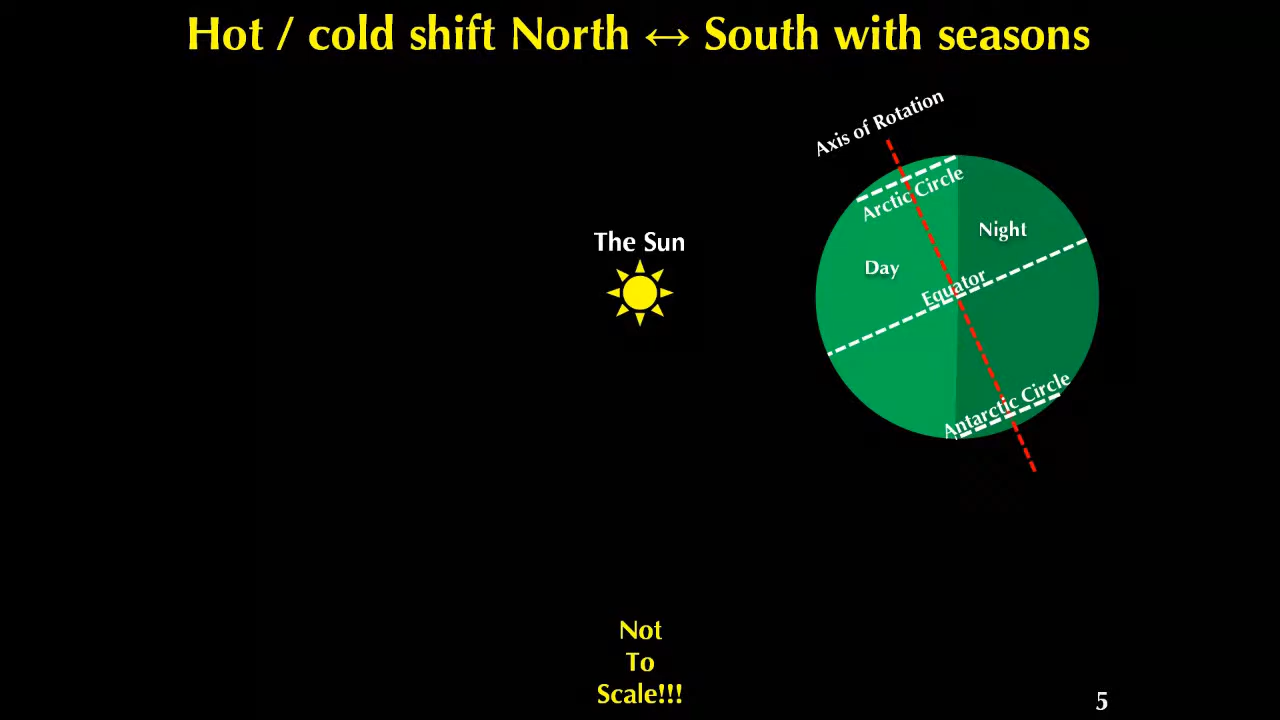 Hot / cold shift North ↔ South with seasons
Axis of Rotation
Arctic Circle
Night
The Sun
Day
Equator
Antarctic Circle
Not
To
Scale!!!
5